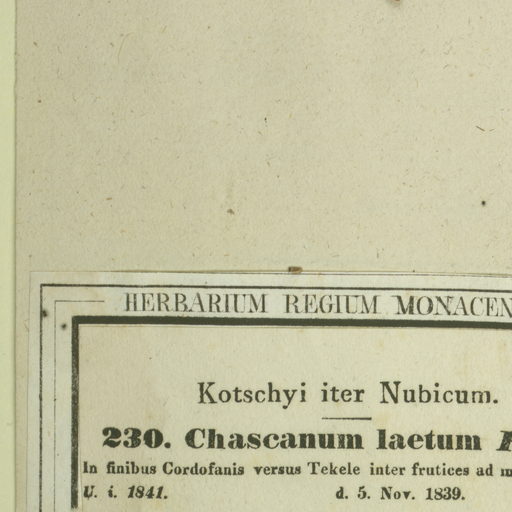 HERBARIUM REGIUM MONACEN
Kotschyi iter Nubicum.
230. Chascanum laetum
In finibus Cordofanis versus Tekele inter frutices ad
U. i. 1841. d. 5. Nov. 1839.